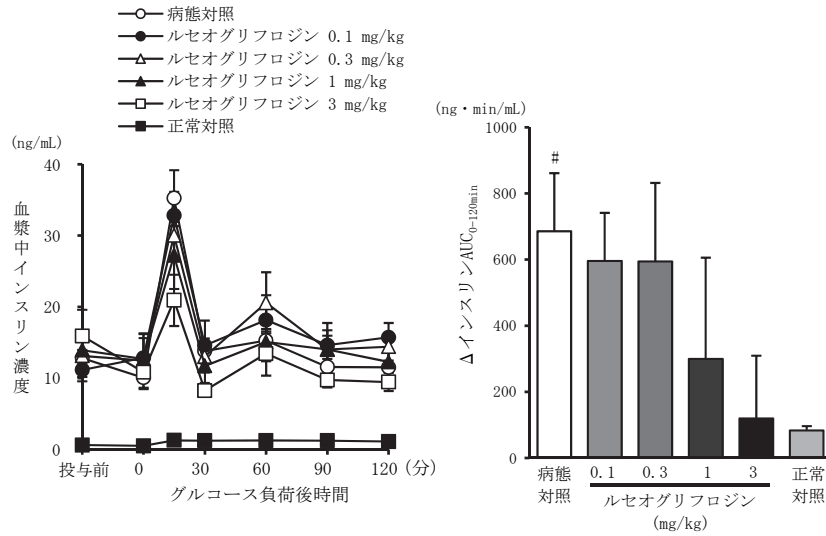 病態対照
ルセオグリフロジン 0.1 mg/kg
ルセオグリフロジン 0.3 mg/kg
ルセオグリフロジン 1 mg/kg
ルセオグリフロジン 3 mg/kg
正常対照
(ng/mL)
40
30
20
10
0
血漿中インスリン濃度
投与前 0 30 60 90 120 (分)
グルコース負荷後時間
(ng・min/mL)
1000
800
600
400
200
0
ΔインスリンAUC0-120min
#
病態対照
0.1 0.3 1 3
正常対照
ルセオグリフロジン
(mg/kg)